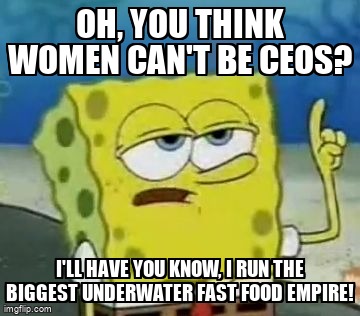 OH, YOU THINK
WOMEN CAN'T BE CEOS?
I'LL HAVE YOU KNOW, I RUN THE
BIGGEST UNDERWATER FAST FOOD EMPIRE!
imgflip.com